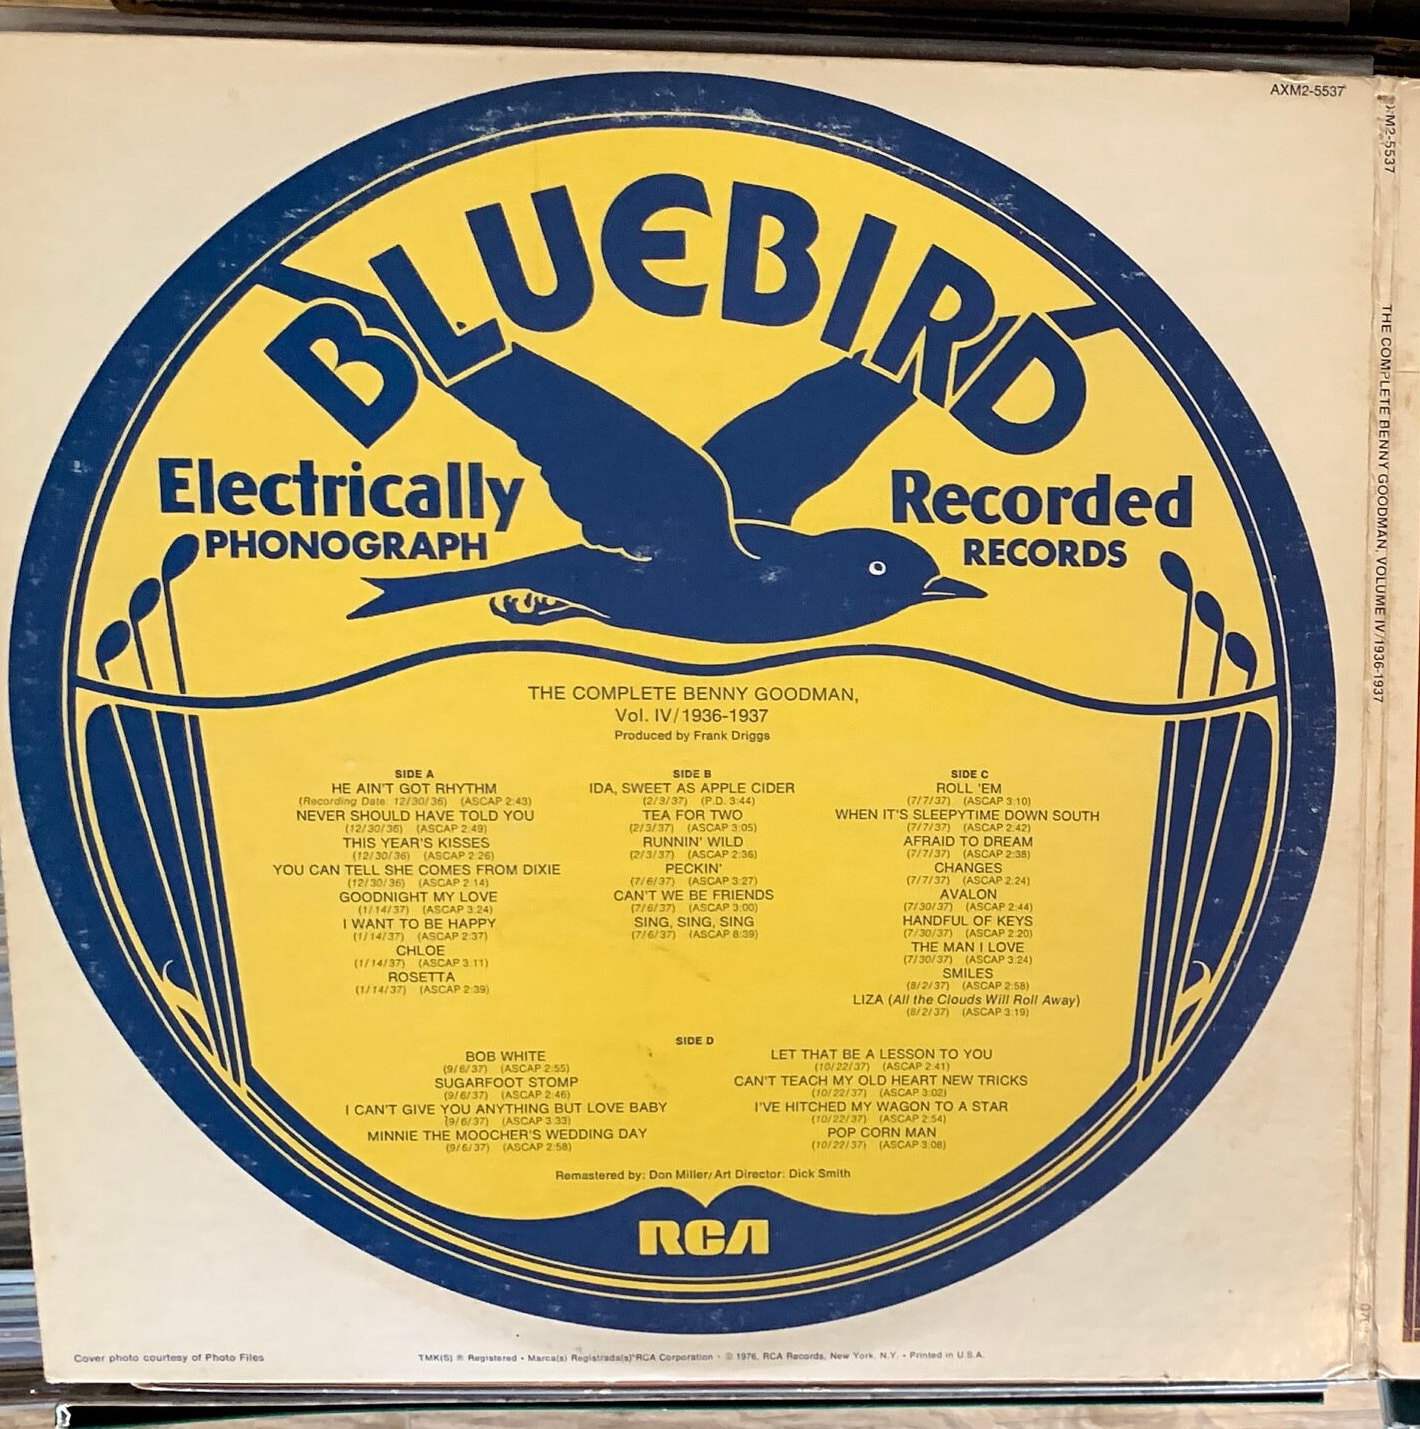 AXM2-5537
BLUEBIRD
Electrically
PHONOGRAPH
Recorded
RECORDS
THE COMPLETE BENNY GOODMAN,
Vol. IV/1936-1937
Produced by Frank Driggs
SIDE A
HE AIN'T GOT RHYTHM
(Recording Date: 12/30/36) (ASCAP 2:43)
NEVER SHOULD HAVE TOLD YOU
(12/30/36) (ASCAP 2:49)
THIS YEAR'S KISSES
(12/30/36) (ASCAP 2:26)
YOU CAN TELL SHE COMES FROM DIXIE
(12/30/36) (ASCAP 2:14)
GOODNIGHT MY LOVE
(1/14/37) (ASCAP 3:24)
I WANT TO BE HAPPY
(1/14/37) (ASCAP 2:37)
CHLOE
(1/14/37) (ASCAP 3:11)
ROSETTA
(1/14/37) (ASCAP 2:39)
SIDE B
IDA, SWEET AS APPLE CIDER
(2/3/37) (P.D. 3:44)
TEA FOR TWO
(2/3/37) (ASCAP 3:05)
RUNNIN' WILD
(2/3/37) (ASCAP 2:36)
PECKIN'
(7/6/37) (ASCAP 3:27)
CAN'T WE BE FRIENDS
(7/6/37) (ASCAP 3:00)
SING, SING, SING
(7/6/37) (ASCAP 8:39)
SIDE C
ROLL 'EM
(7/7/37) (ASCAP 3:10)
WHEN IT'S SLEEPYTIME DOWN SOUTH
(7/7/37) (ASCAP 2:42)
AFRAID TO DREAM
(7/7/37) (ASCAP 2:38)
CHANGES
(7/7/37) (ASCAP 2:24)
AVALON
(7/30/37) (ASCAP 2:44)
HANDFUL OF KEYS
(7/30/37) (ASCAP 2:20)
THE MAN I LOVE
(7/30/37) (ASCAP 3:24)
SMILES
(8/2/37) (ASCAP 2:58)
LIZA (All the Clouds Will Roll Away)
(8/2/37) (ASCAP 3:19)
SIDE D
BOB WHITE
(9/6/37) (ASCAP 2:55)
SUGARFOOT STOMP
(9/6/37) (ASCAP 2:46)
I CAN'T GIVE YOU ANYTHING BUT LOVE BABY
(9/6/37) (ASCAP 3:33)
MINNIE THE MOOCHER'S WEDDING DAY
(9/6/37) (ASCAP 2:58)
LET THAT BE A LESSON TO YOU
(10/22/37) (ASCAP 2:41)
CAN'T TEACH MY OLD HEART NEW TRICKS
(10/22/37) (ASCAP 3:02)
I'VE HITCHED MY WAGON TO A STAR
(10/22/37) (ASCAP 2:54)
POP CORN MAN
(10/22/37) (ASCAP 3:08)
Remastered by: Don Miller/Art Director: Dick Smith
RCA
Cover photo courtesy of Photo Files
TMK(S) ® Registered • Marca(s) Registrada(s) RCA Corporation • © 1976, RCA Records, New York, N.Y. • Printed in U.S.A.
THE COMPLETE BENNY GOODMAN, VOLUME IV/1936-1937